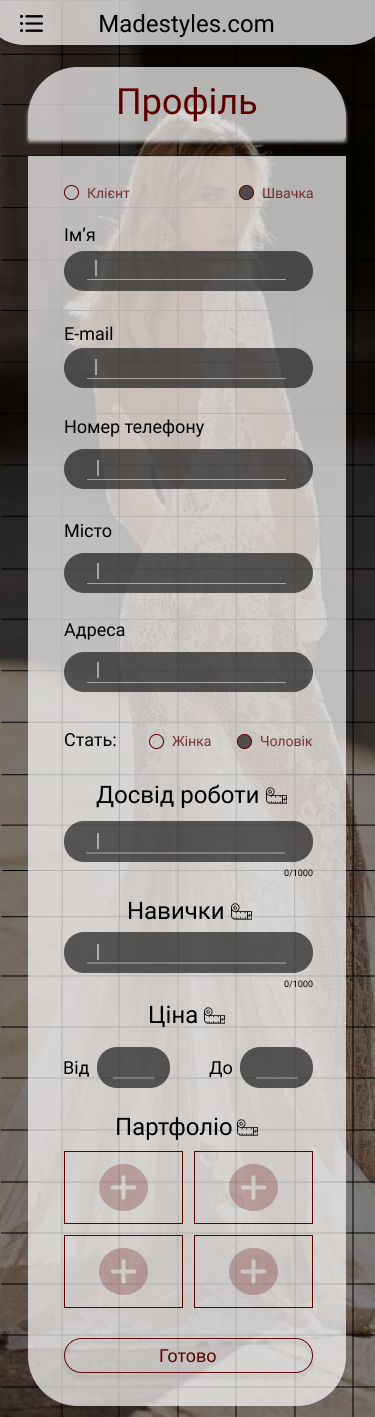 Madestyles.com
Профіль
Клієнт Швачка
Ім’я
E-mail
Номер телефону
Місто
Адреса
Стать: Жінка Чоловік
Досвід роботи
0/1000
Навички
0/1000
Ціна
Від До
Партфоліо
Готово